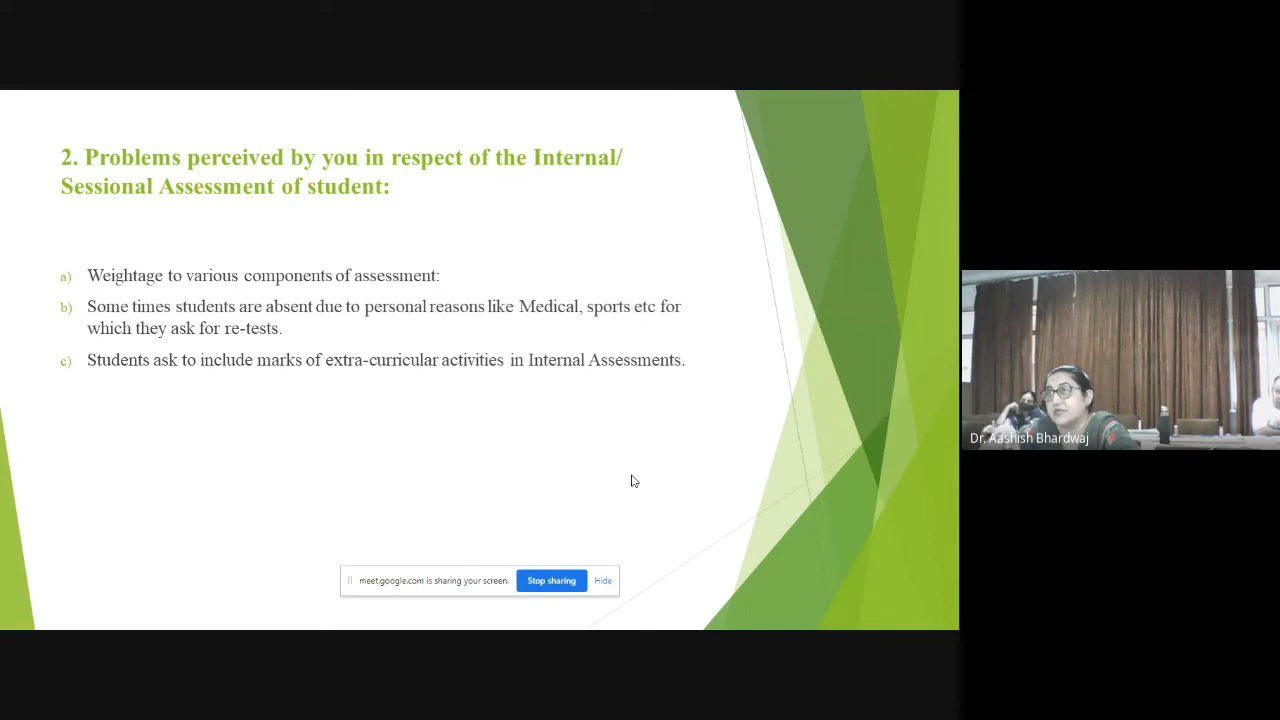 2. Problems perceived by you in respect of the Internal/
Sessional Assessment of student:
a) Weightage to various components of assessment:
b) Some times students are absent due to personal reasons like Medical, sports etc for
which they ask for re-tests.
c) Students ask to include marks of extra-curricular activities in Internal Assessments.
Dr. Aashish Bhardwaj
meet.google.com is sharing your screen. Stop sharing Hide